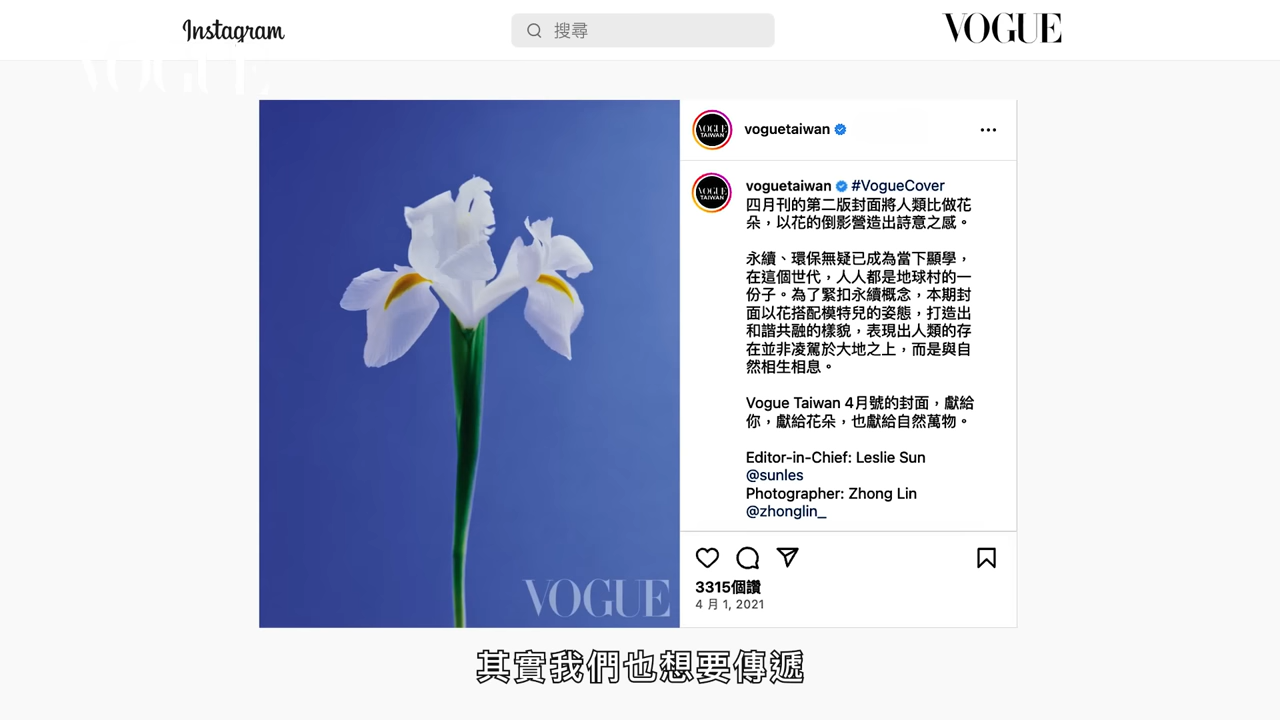 Instagram
搜尋
VOGUE
VOGUE
VOGUE
TAIWAN
voguetaiwan
VOGUE
TAIWAN
voguetaiwan #VogueCover
四月刊的第二版封面將人類比做花
朵，以花的倒影營造出詩意之感。
永續、環保無疑已成為當下顯學，
在這個世代，人人都是地球村的一
份子。為了緊扣永續概念，本期封
面以花搭配模特兒的姿態，打造出
和諧共融的樣貌，表現出人類的存
在並非凌駕於大地之上，而是與自
然相生相息。
Vogue Taiwan 4月號的封面，獻給
你，獻給花朵，也獻給自然萬物。
Editor-in-Chief: Leslie Sun
@sunles
Photographer: Zhong Lin
@zhonglin_
3315個讚
4 月 1, 2021
VOGUE
其實我們也想要傳遞